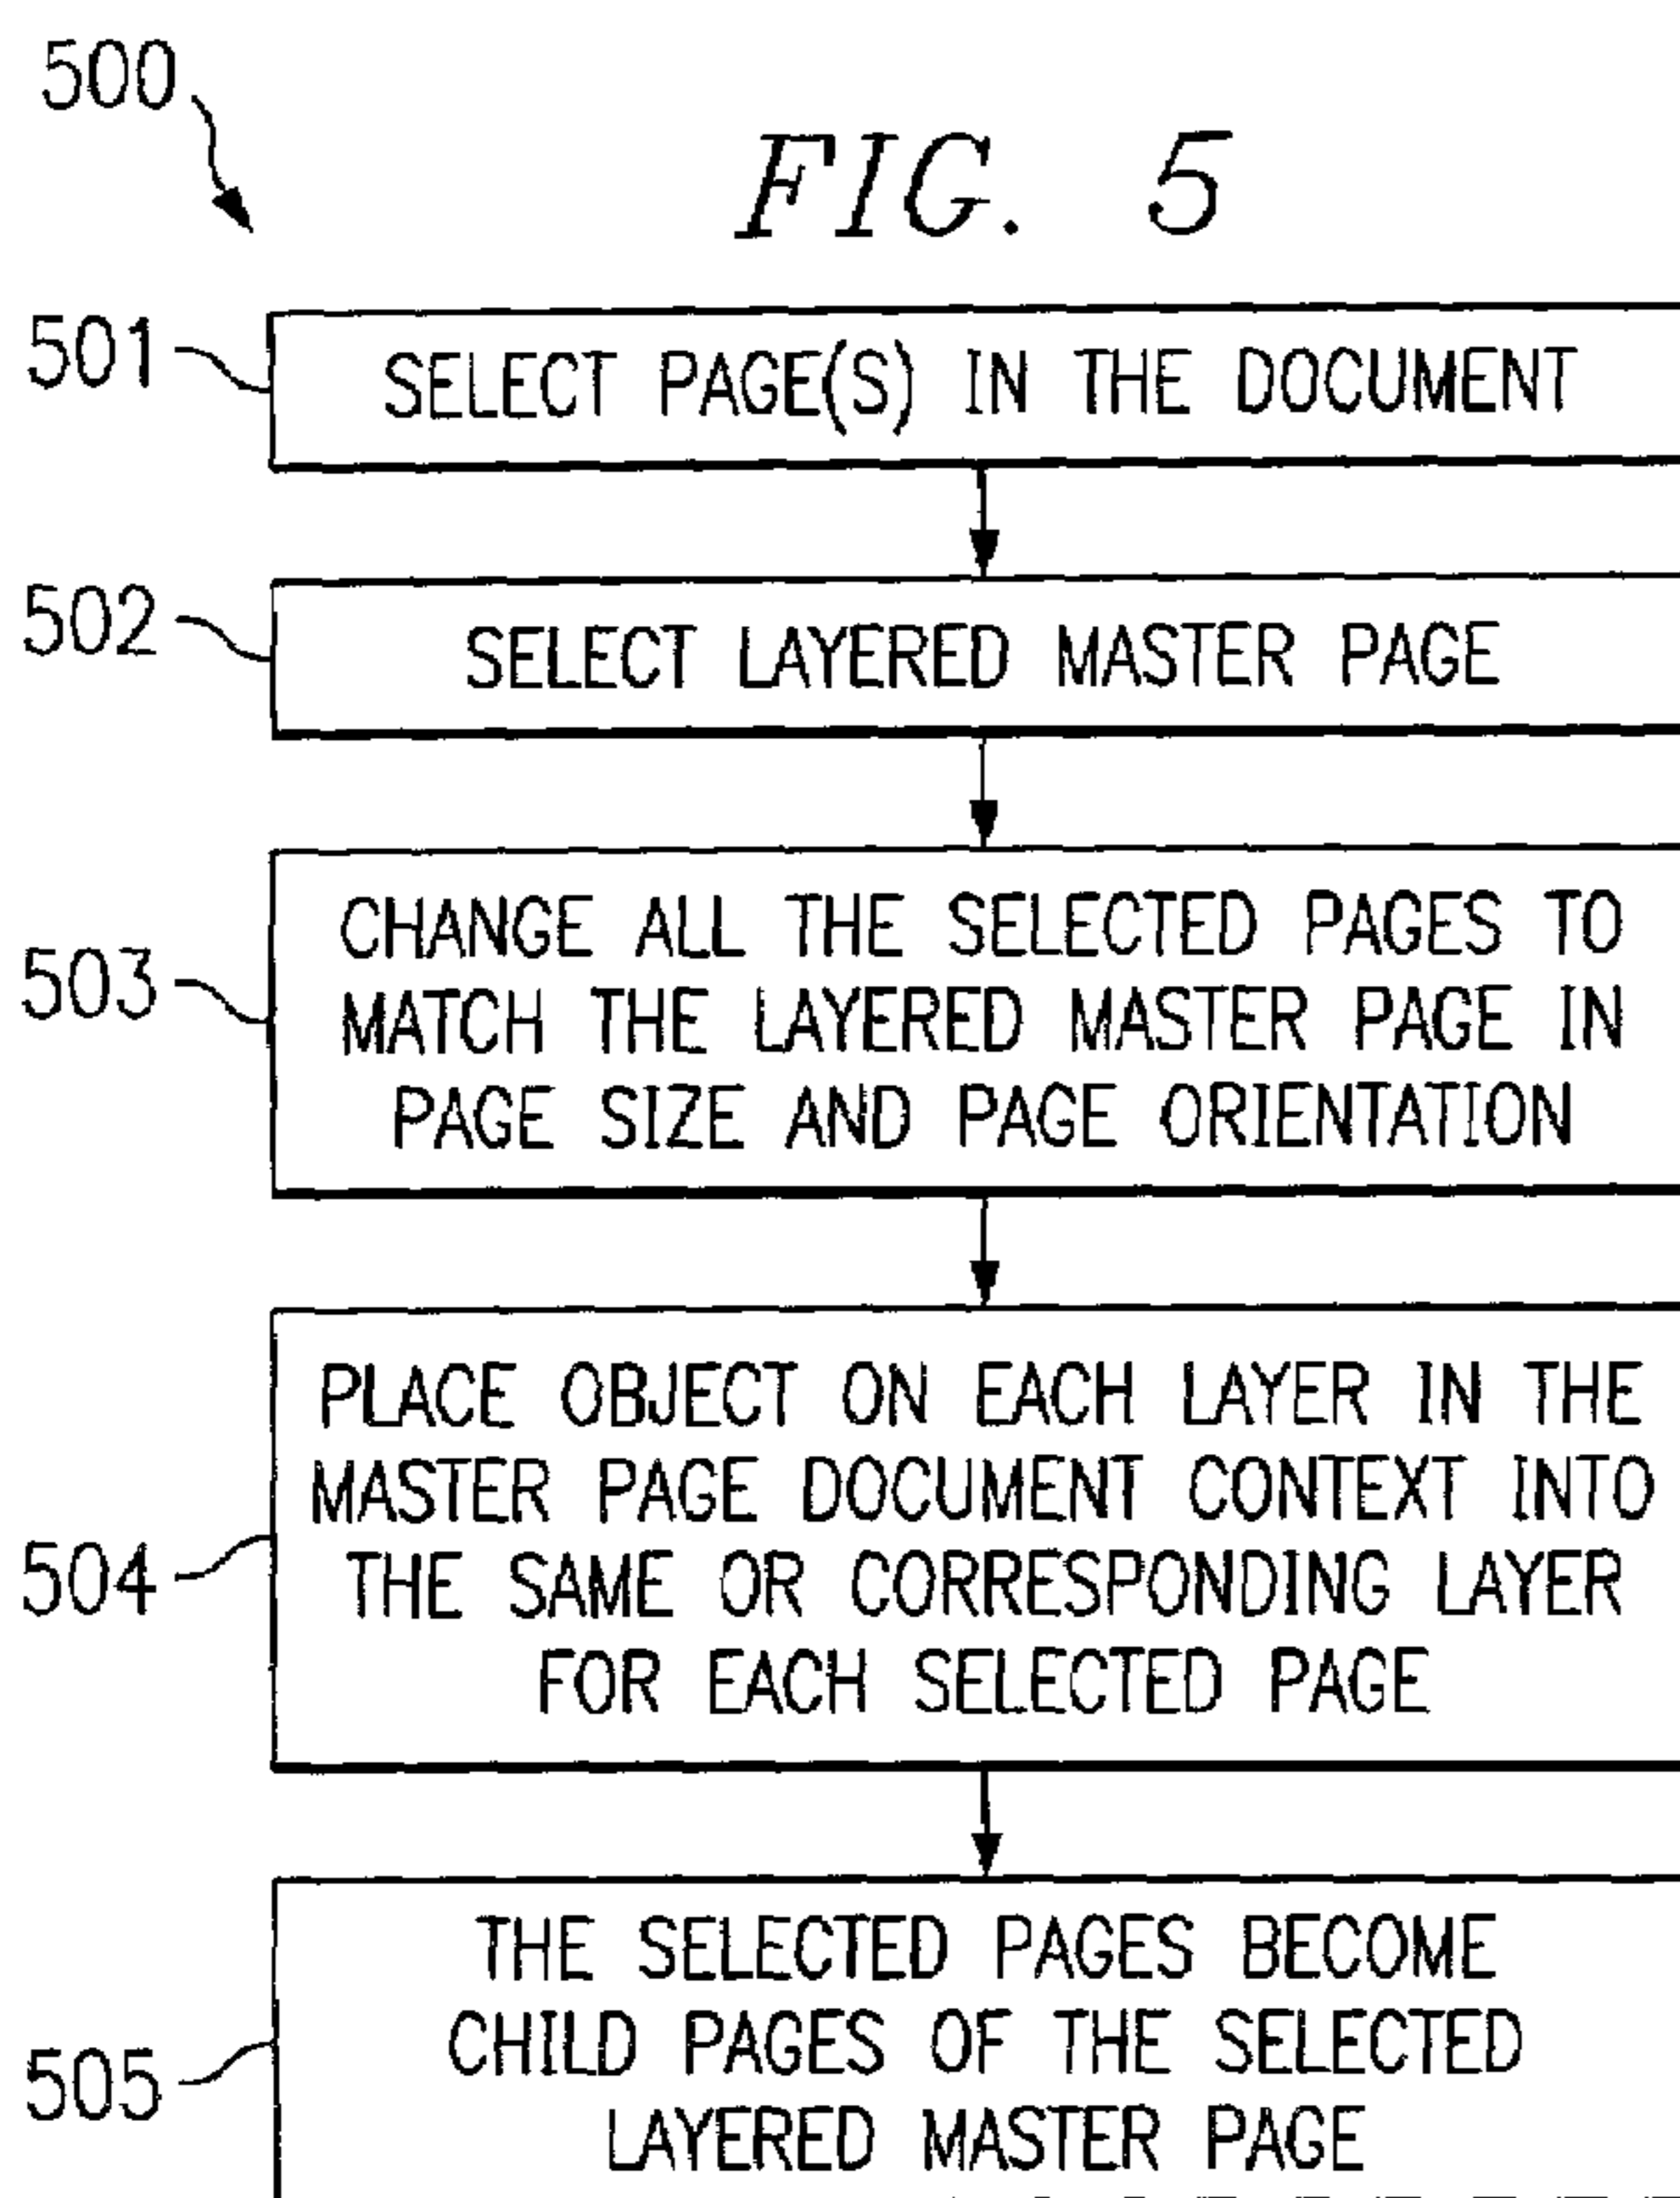 500
FIG. 5
501
SELECT PAGE(S) IN THE DOCUMENT
502
SELECT LAYERED MASTER PAGE
503
CHANGE ALL THE SELECTED PAGES TO
MATCH THE LAYERED MASTER PAGE IN
PAGE SIZE AND PAGE ORIENTATION
504
PLACE OBJECT ON EACH LAYER IN THE
MASTER PAGE DOCUMENT CONTEXT INTO
THE SAME OR CORRESPONDING LAYER
FOR EACH SELECTED PAGE
505
THE SELECTED PAGES BECOME
CHILD PAGES OF THE SELECTED
LAYERED MASTER PAGE